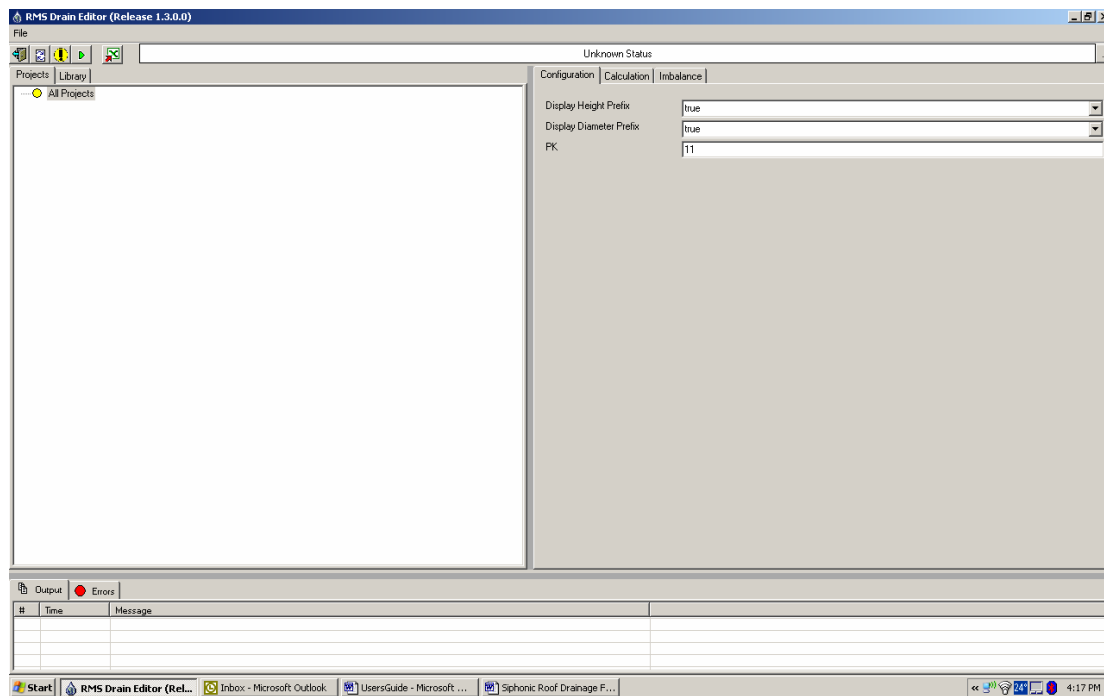 RMS Drain Editor (Release 1.3.0.0)
File
Unknown Status
Projects Library
All Projects
Configuration Calculation Imbalance
Display Height Prefix true
Display Diameter Prefix true
PK 11
Output Errors
# Time Message
Start RMS Drain Editor (Rel... Inbox - Microsoft Outlook UsersGuide - Microsoft ... Siphonic Roof Drainage F... « 24° 4:17 PM